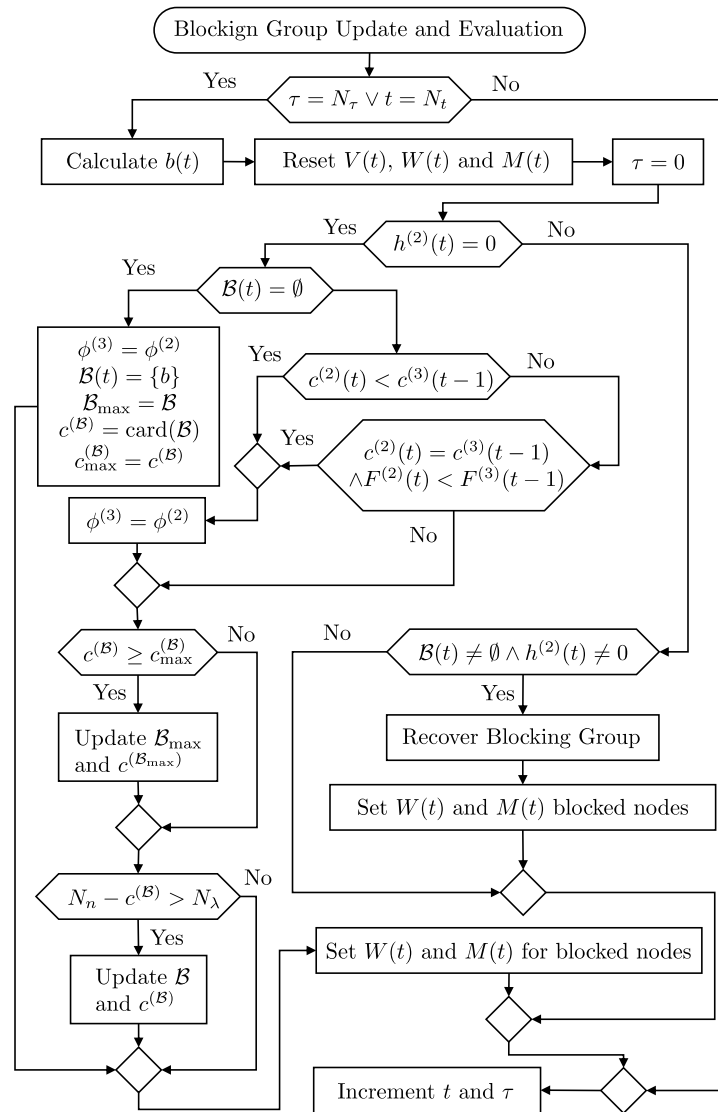 Blockign Group Update and Evaluation
Yes
No
τ = N_τ ∨ t = N_t
Calculate b(t)
Reset V(t), W(t) and M(t)
τ = 0
Yes
No
h^(2)(t) = 0
Yes
ℬ(t) = ∅
ϕ^(3) = ϕ^(2)
ℬ(t) = {b}
ℬ_max = ℬ
c^(ℬ) = card(ℬ)
c_max^(ℬ) = c^(ℬ)
Yes
No
c^(2)(t) < c^(3)(t − 1)
Yes
c^(2)(t) = c^(3)(t − 1)
∧F^(2)(t) < F^(3)(t − 1)
ϕ^(3) = ϕ^(2)
No
No
c^(ℬ) ≥ c_max^(ℬ)
Yes
Update ℬ_max
and c^(ℬ_max)
No
ℬ(t) ≠ ∅ ∧ h^(2)(t) ≠ 0
Yes
Recover Blocking Group
Set W(t) and M(t) blocked nodes
No
N_n − c^(ℬ) > N_λ
Yes
Update ℬ
and c^(ℬ)
Set W(t) and M(t) for blocked nodes
Increment t and τ